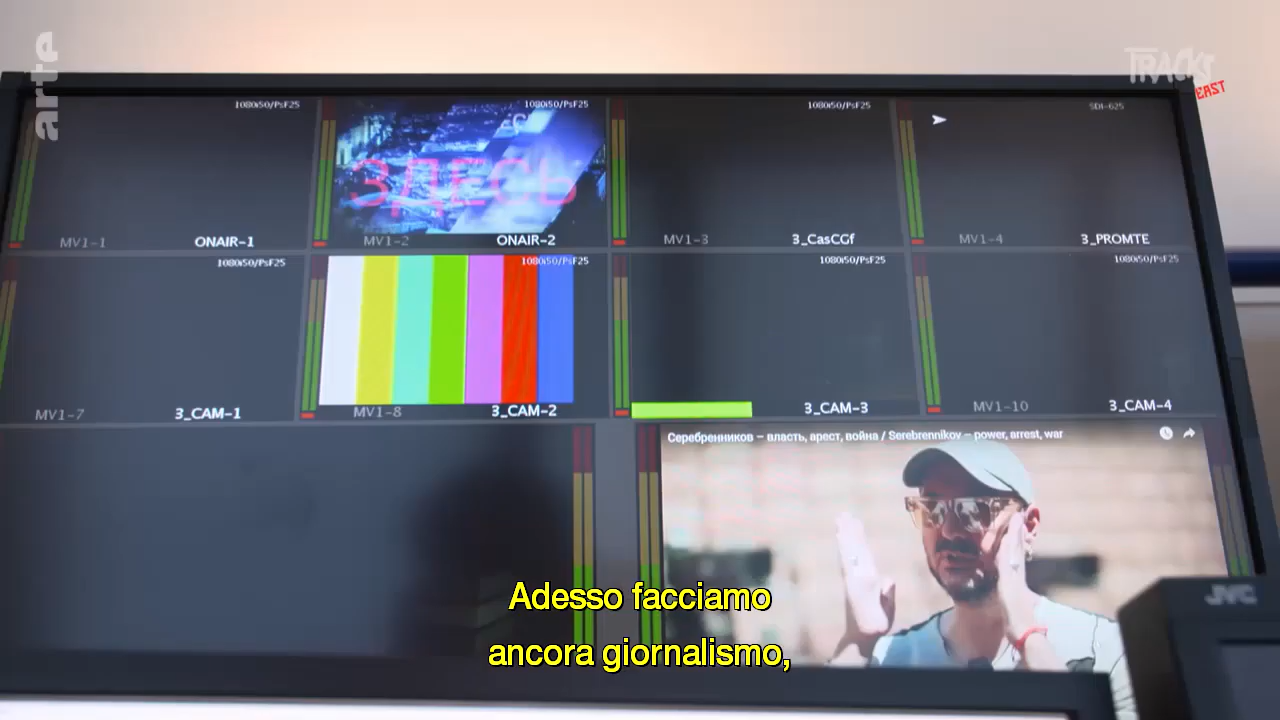 arte
TRACKS
EAST
1080i50/PsF25
1080i50/PsF25
1080i50/PsF25
SDI-625
ЗДЕСЬ
MV1-1
ONAIR-1
MV1-2
ONAIR-2
MV1-3
3_CasCGf
MV1-4
3_PROMTE
1080i50/PsF25
1080i50/PsF25
1080i50/PsF25
1080i50/PsF25
MV1-7
3_CAM-1
MV1-8
3_CAM-2
3_CAM-3
MV1-10
3_CAM-4
Серебренников – власть, арест, война / Serebrennikov – power, arrest, war
JVC
Adesso facciamo
ancora giornalismo,